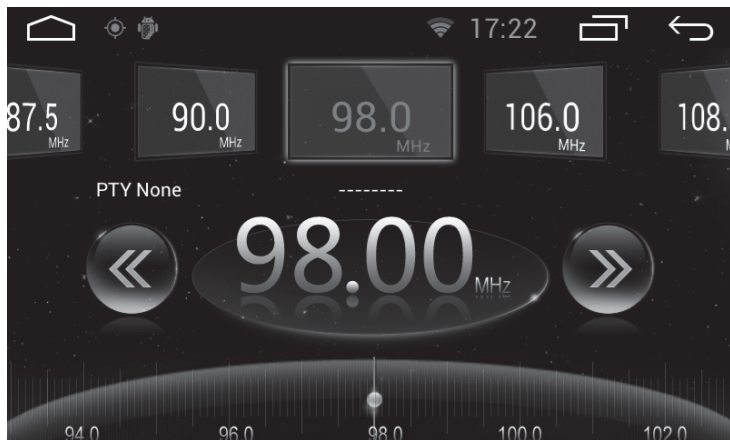 17:22
87.5 MHz 90.0 MHz 98.0 MHz 106.0 MHz 108.
PTY None --------
98.00 MHz
94.0 96.0 98.0 100.0 102.0